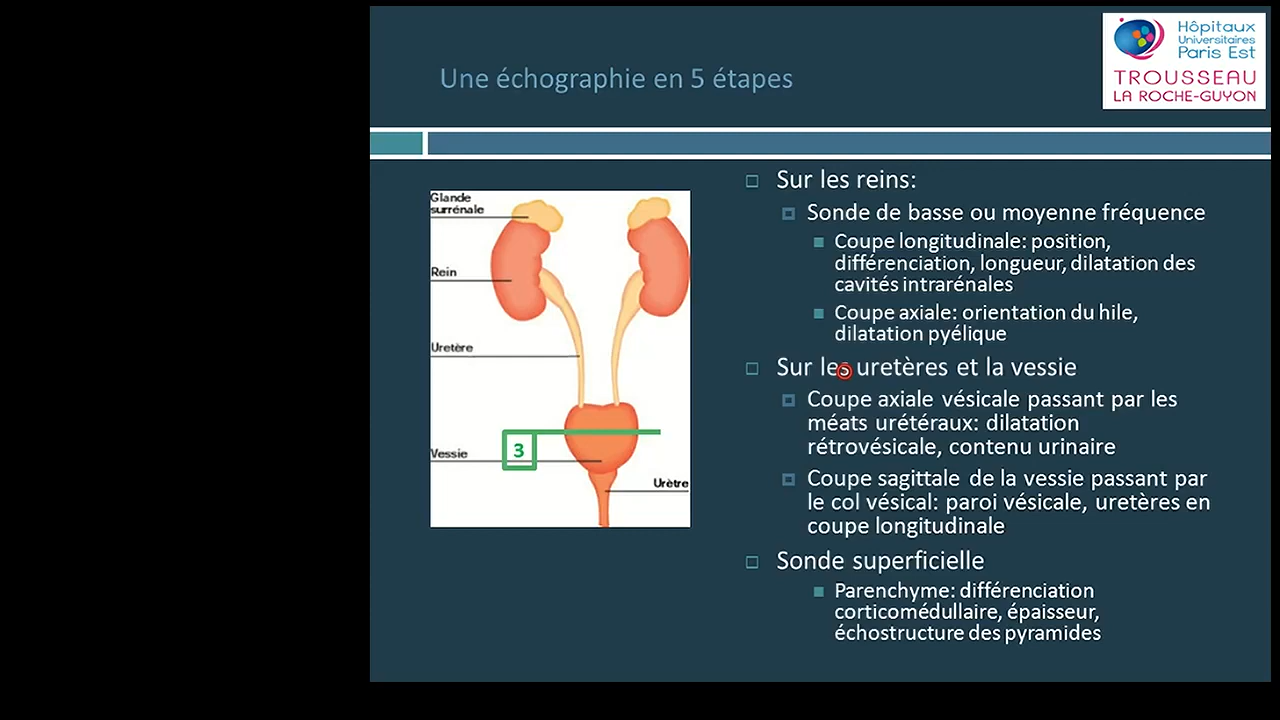 Une échographie en 5 étapes
Hôpitaux
Universitaires
Paris Est
TROUSSEAU
LA ROCHE-GUYON
Glande
surrénale
Rein
Uretère
3
Vessie
Urètre
Sur les reins:
Sonde de basse ou moyenne fréquence
Coupe longitudinale: position,
différenciation, longueur, dilatation des
cavités intrarénales
Coupe axiale: orientation du hile,
dilatation pyélique
Sur les uretères et la vessie
Coupe axiale vésicale passant par les
méats urétéraux: dilatation
rétrovésicale, contenu urinaire
Coupe sagittale de la vessie passant par
le col vésical: paroi vésicale, uretères en
coupe longitudinale
Sonde superficielle
Parenchyme: différenciation
corticomédullaire, épaisseur,
échostructure des pyramides